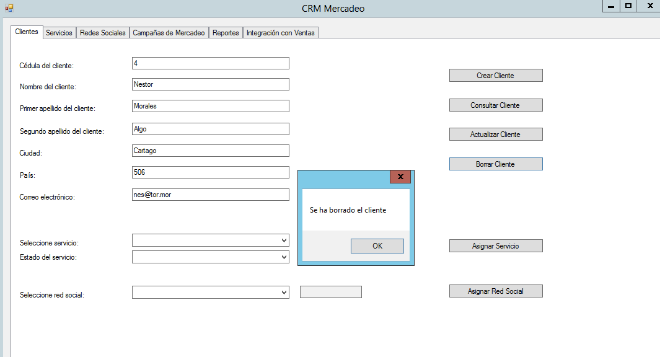 CRM Mercadeo
Clientes Servicios Redes Sociales Campañas de Mercadeo Reportes Integración con Ventas
Cédula del cliente: 4
Crear Cliente
Nombre del cliente: Nestor
Primer apellido del cliente: Morales
Consultar Cliente
Segundo apellido del cliente: Algo
Actualizar Cliente
Ciudad: Cartago
Borrar Cliente
País: 506
Correo electrónico: nes@tor.mor
Se ha borrado el cliente
OK
Seleccione servicio:
Asignar Servicio
Estado del servicio:
Seleccione red social:
Asignar Red Social